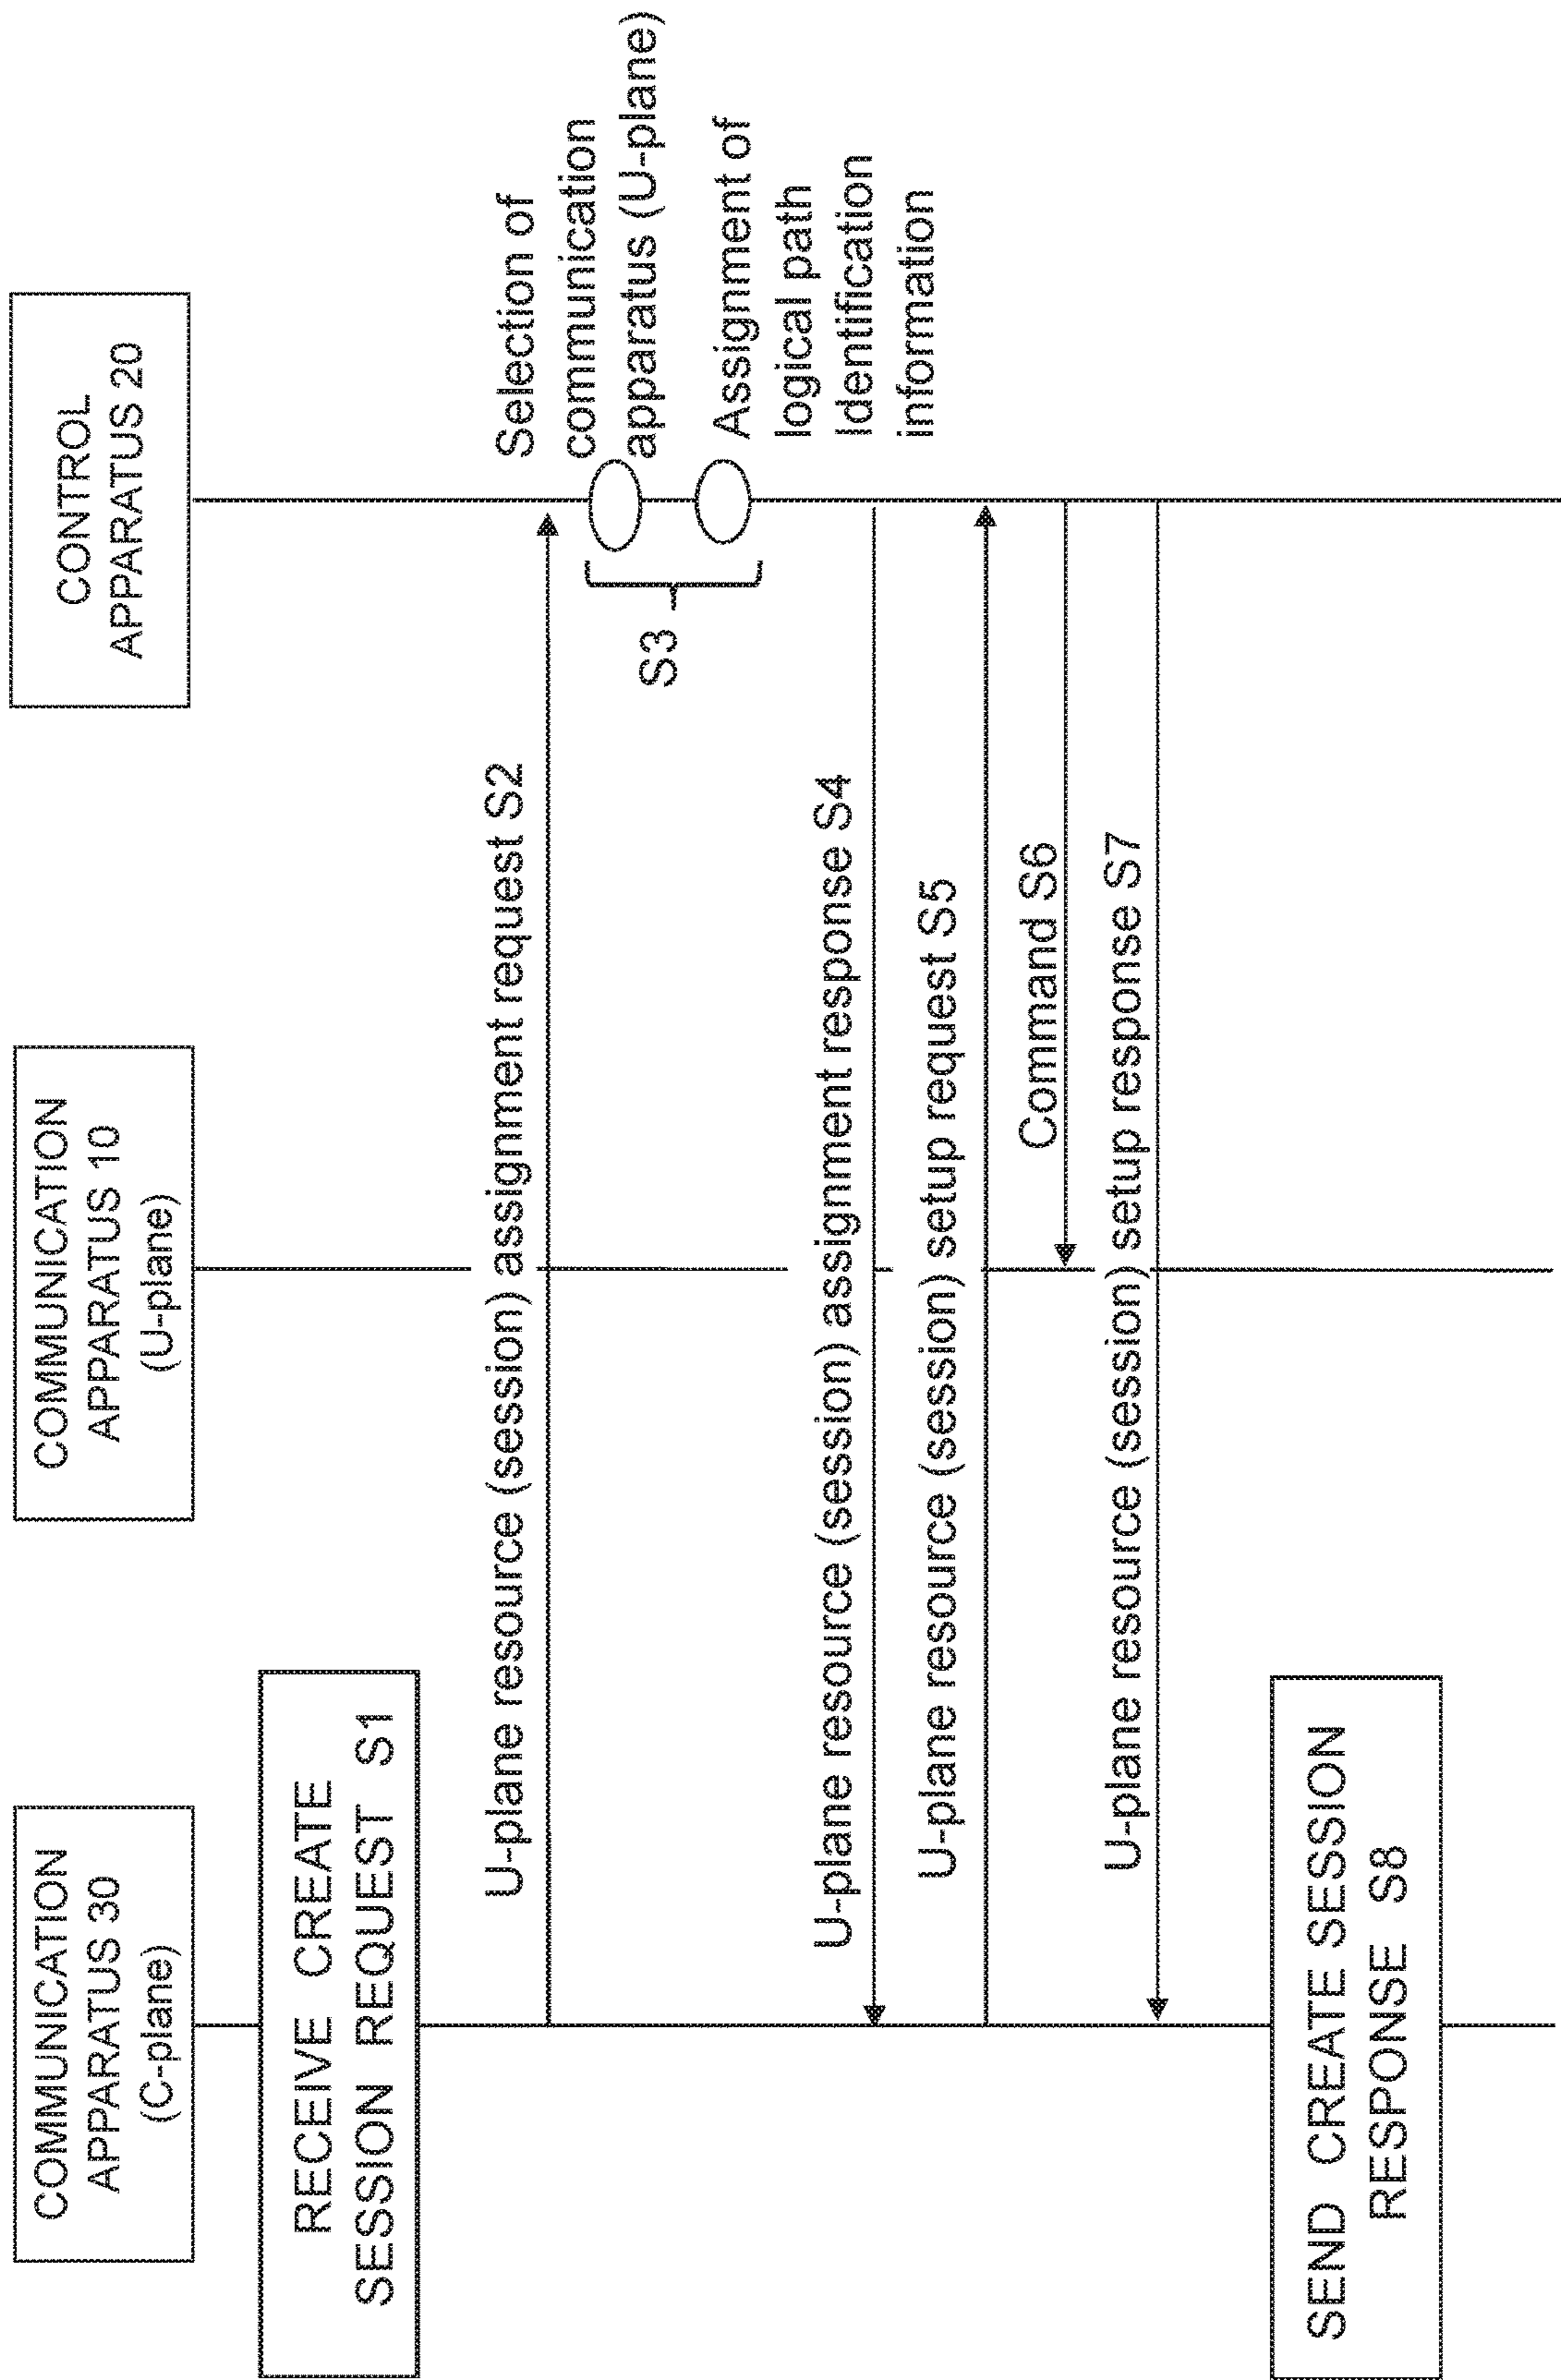 COMMUNICATION
APPARATUS 30
(C-plane)
COMMUNICATION
APPARATUS 10
(U-plane)
CONTROL
APPARATUS 20
RECEIVE CREATE
SESSION REQUEST S1
U-plane resource (session) assignment request S2
Selection of
communication
apparatus (U-plane)
S3
Assignment of
logical path
identification
information
U-plane resource (session) assignment response S4
U-plane resource (session) setup request S5
Command S6
U-plane resource (session) setup response S7
SEND CREATE SESSION
RESPONSE S8